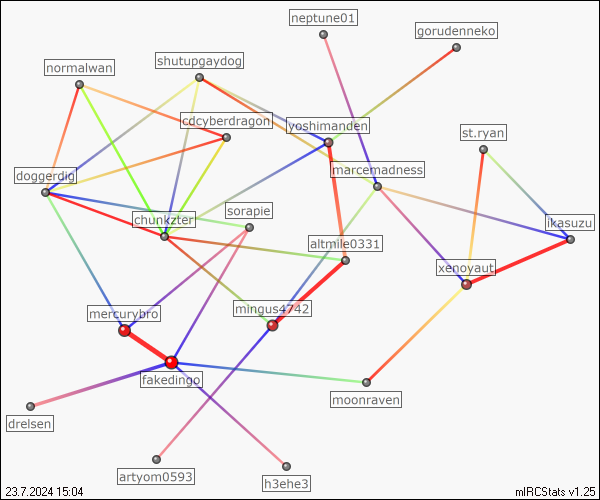 neptune01
gorudenneko
shutupgaydog
normalwan
cdcyberdragon
yoshimanden
st.ryan
marcemadness
doggerdig
chunkzter
sorapie
ikasuzu
altmile0331
xenoyaut
mercurybro
mingus4742
fakedingo
moonraven
drelsen
artyom0593
h3ehe3
23.7.2024 15:04
mIRCStats v1.25